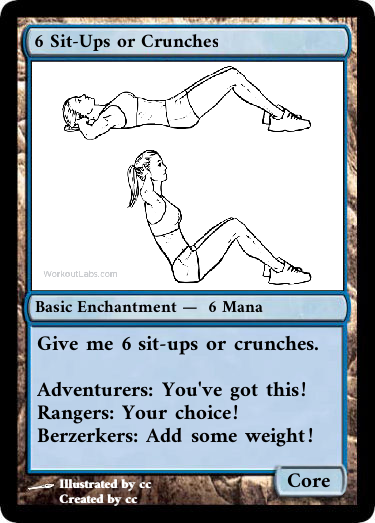 6 Sit-Ups or Crunches
WorkoutLabs.com
Basic Enchantment — 6 Mana
Give me 6 sit-ups or crunches.
Adventurers: You've got this!
Rangers: Your choice!
Berzerkers: Add some weight!
Core
Illustrated by cc
Created by cc